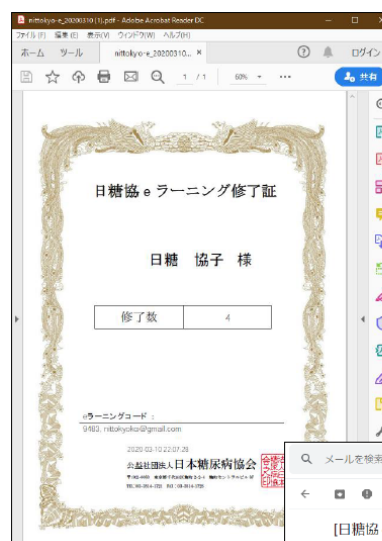 nittokyo-e_20200310 (1).pdf - Adobe Acrobat Reader DC
ファイル(F) 編集(E) 表示(V) ウィンドウ(W) ヘルプ(H)
ホーム ツール nittokyo-e_20200310... × ログイン
1 / 1 60% 共有
日糖協 e ラーニング修了証
日糖 協子 様
修了数 4
eラーニングコード :
9483, nittokyoko@gmail.com
2020-03-10 22:07:28
公益社団法人日本糖尿病協会
メールを検索
[日糖協